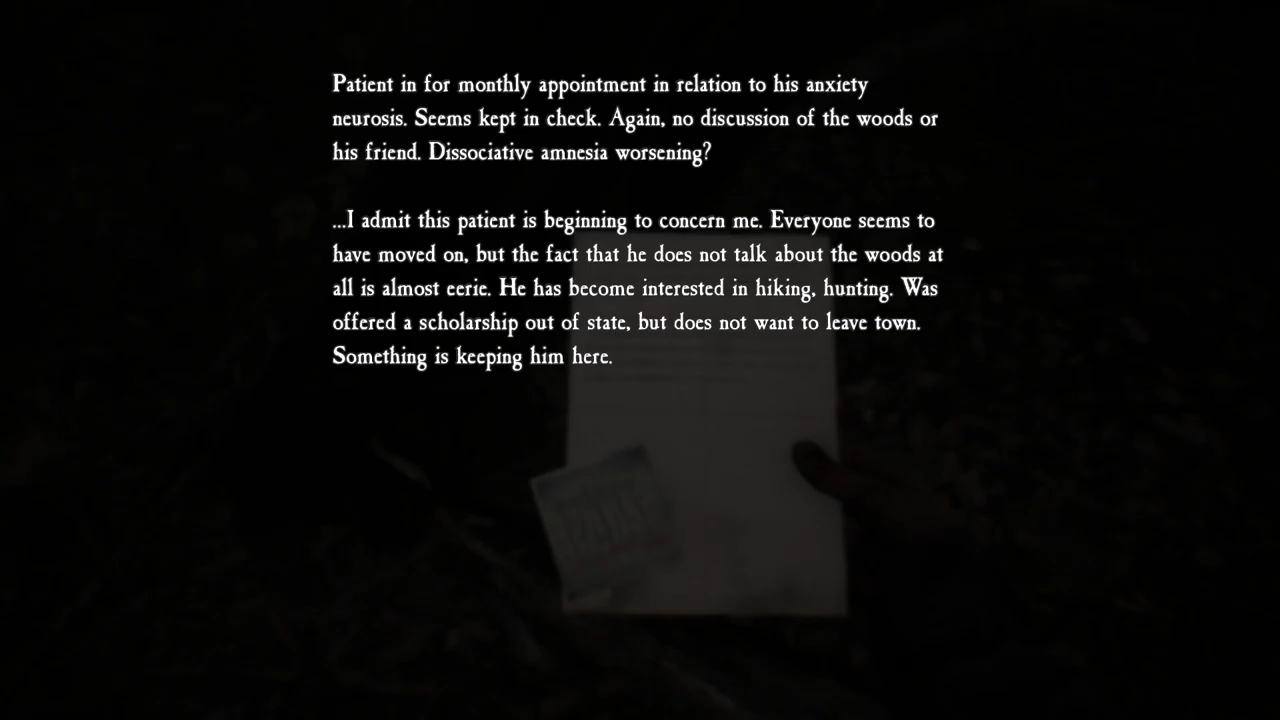 Patient in for monthly appointment in relation to his anxiety
neurosis. Seems kept in check. Again, no discussion of the woods or
his friend. Dissociative amnesia worsening?
...I admit this patient is beginning to concern me. Everyone seems to
have moved on, but the fact that he does not talk about the woods at
all is almost eerie. He has become interested in hiking, hunting. Was
offered a scholarship out of state, but does not want to leave town.
Something is keeping him here.